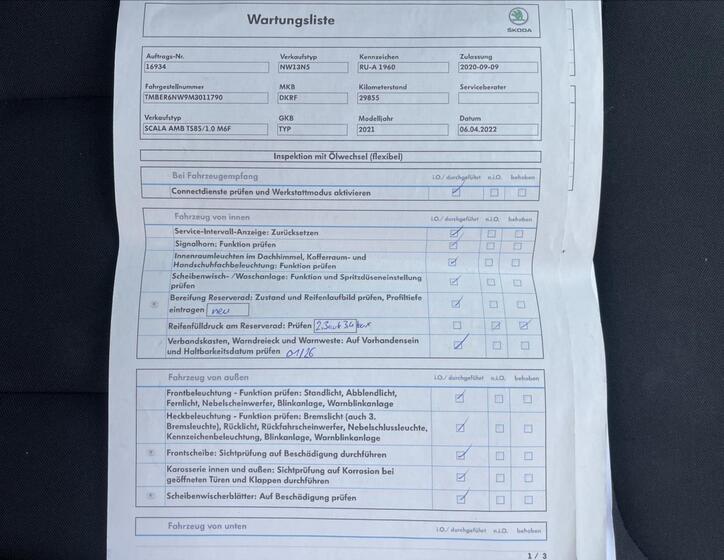 Wartungsliste
ŠKODA
Auftrags-Nr. Verkaufstyp Kennzeichen Zulassung
16934 NW13N5 RU-A 1960 2020-09-09
Fahrgestellnummer MKB Kilometerstand Serviceberater
TMBER6NW9M3011790 DKRF 29855
Verkaufstyp GKB Modelljahr Datum
SCALA AMB TS85/1.0 M6F TYP 2021 06.04.2022
Inspektion mit Ölwechsel (flexibel)
Bei Fahrzeugempfang i.O./ durchgeführt n.i.O. behoben
Connectdienste prüfen und Werkstattmodus aktivieren
Fahrzeug von innen i.O./ durchgeführt n.i.O. behoben
Service-Intervall-Anzeige: Zurücksetzen
Signalhorn: Funktion prüfen
Innenraumleuchten im Dachhimmel, Kofferraum- und
Handschuhfachbeleuchtung: Funktion prüfen
Scheibenwisch- /Waschanlage: Funktion und Spritzdüseneinstellung
prüfen
Bereifung Reserverad: Zustand und Reifenlaufbild prüfen, Profiltiefe
eintragen neu
Reifenfülldruck am Reserverad: Prüfen bar
Verbandskasten, Warndreieck und Warnweste: Auf Vorhandensein
und Haltbarkeitsdatum prüfen 01/26
Fahrzeug von außen i.O./ durchgeführt n.i.O. behoben
Frontbeleuchtung - Funktion prüfen: Standlicht, Abblendlicht,
Fernlicht, Nebelscheinwerfer, Blinkanlage, Warnblinkanlage
Heckbeleuchtung - Funktion prüfen: Bremslicht (auch 3.
Bremsleuchte), Rücklicht, Rückfahrscheinwerfer, Nebelschlussleuchte,
Kennzeichenbeleuchtung, Blinkanlage, Warnblinkanlage
Frontscheibe: Sichtprüfung auf Beschädigung durchführen
Karosserie innen und außen: Sichtprüfung auf Korrosion bei
geöffneten Türen und Klappen durchführen
Scheibenwischerblätter: Auf Beschädigung prüfen
Fahrzeug von unten i.O./ durchgeführt n.i.O. behoben
1 / 3